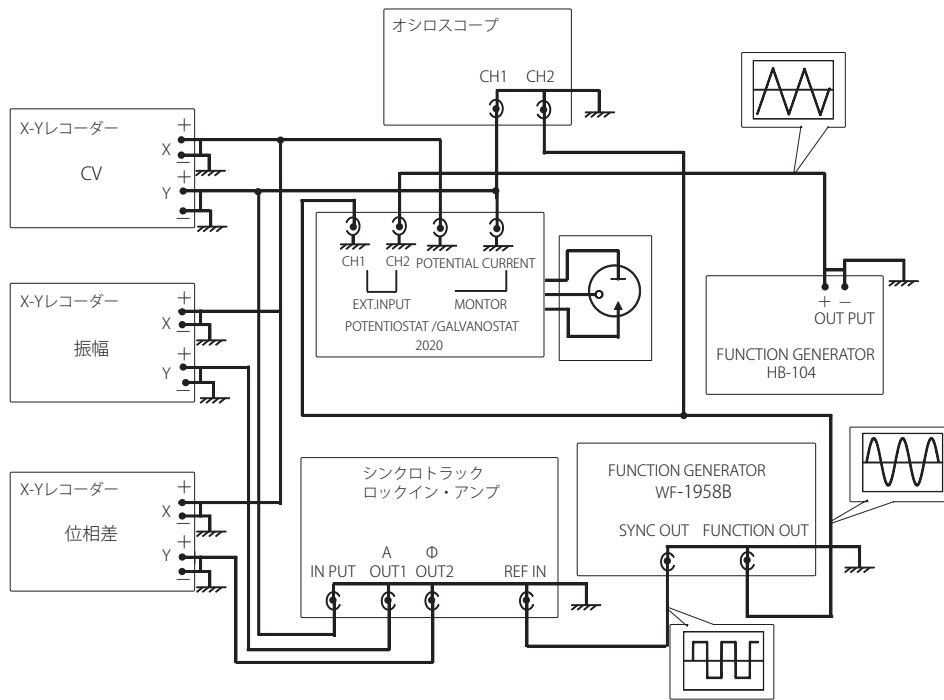 オシロスコープ
CH1 CH2
X-Yレコーダー
CV
+
X
−
+
Y
−
CH1 CH2 POTENTIAL CURRENT
EXT.INPUT MONTOR
POTENTIOSTAT /GALVANOSTAT
2020
+ −
OUT PUT
FUNCTION GENERATOR
HB-104
X-Yレコーダー
振幅
+
X
−
+
Y
−
X-Yレコーダー
位相差
+
X
−
+
Y
−
シンクロトラック
ロックイン・アンプ
A Φ
IN PUT OUT1 OUT2 REF IN
FUNCTION GENERATOR
WF-1958B
SYNC OUT FUNCTION OUT